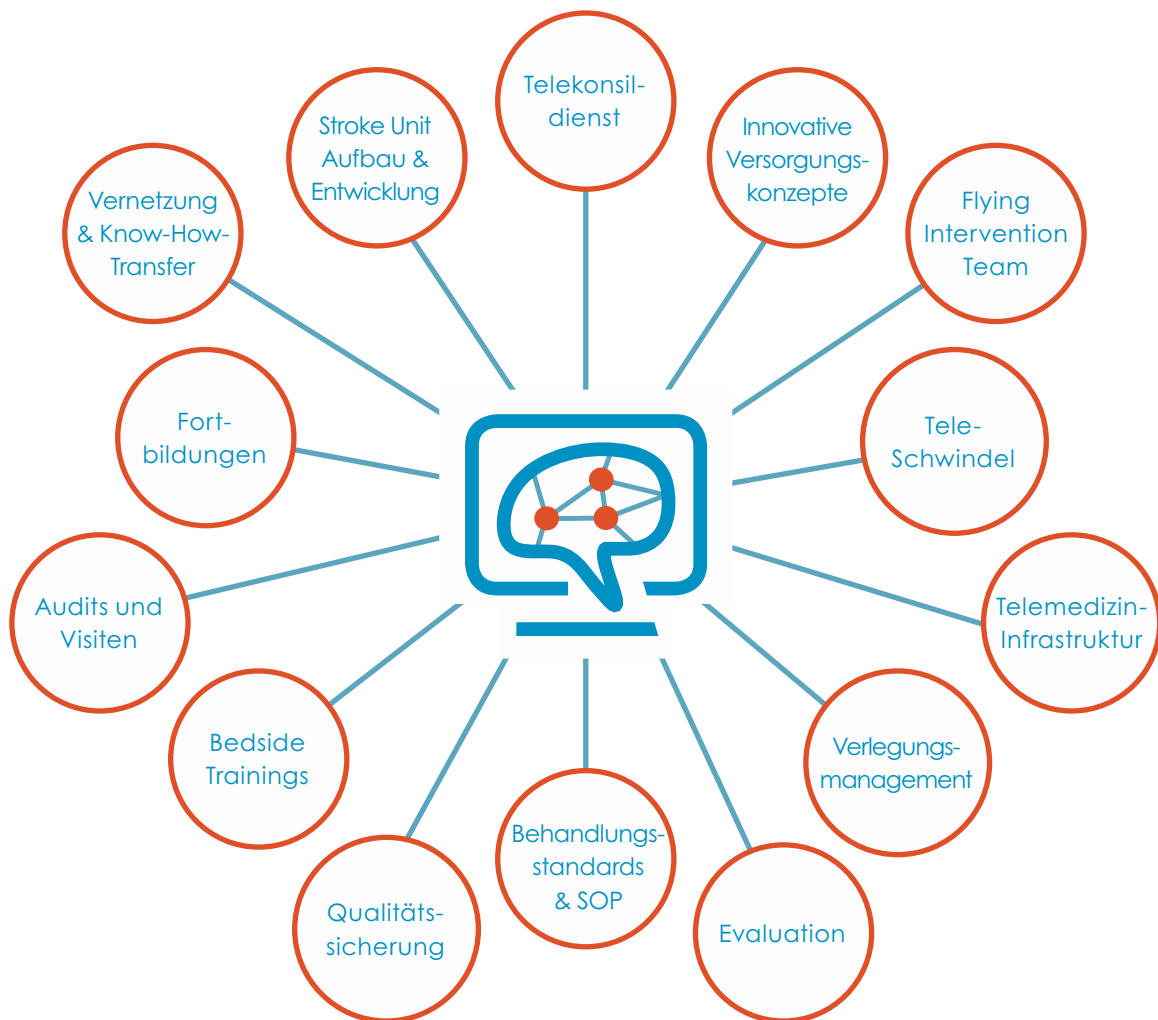 Telekonsil-
dienst
Stroke Unit
Aufbau &
Entwicklung
Innovative
Versorgungs-
konzepte
Vernetzung
& Know-How-
Transfer
Flying
Intervention
Team
Fort-
bildungen
Tele-
Schwindel
Audits und
Visiten
Telemedizin-
Infrastruktur
Bedside
Trainings
Verlegungs-
management
Behandlungs-
standards
& SOP
Qualitäts-
sicherung
Evaluation